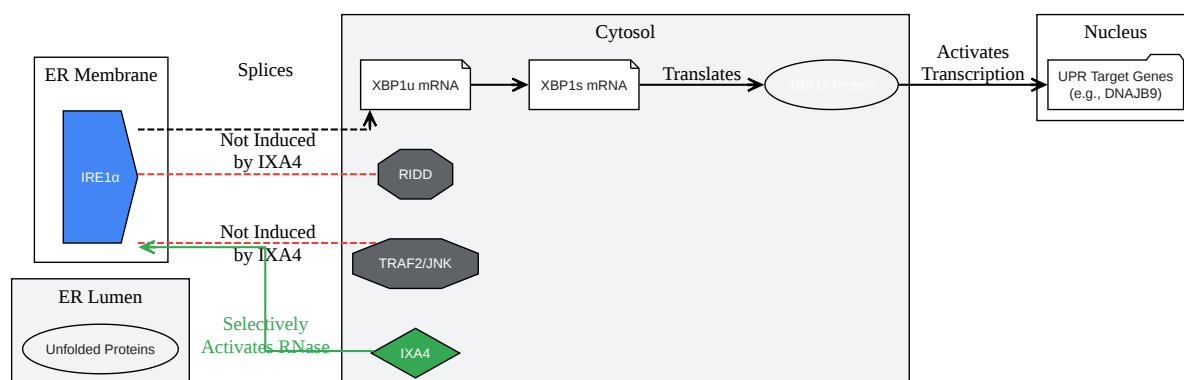 Cytosol
Nucleus
ER Membrane
Splices
XBP1u mRNA
XBP1s mRNA
Translates
XBP1s Protein
Activates
Transcription
UPR Target Genes
(e.g., DNAJB9)
Not Induced
by IXA4
IRE1α
RIDD
Not Induced
by IXA4
TRAF2/JNK
ER Lumen
Unfolded Proteins
Selectively
Activates RNase
IXA4